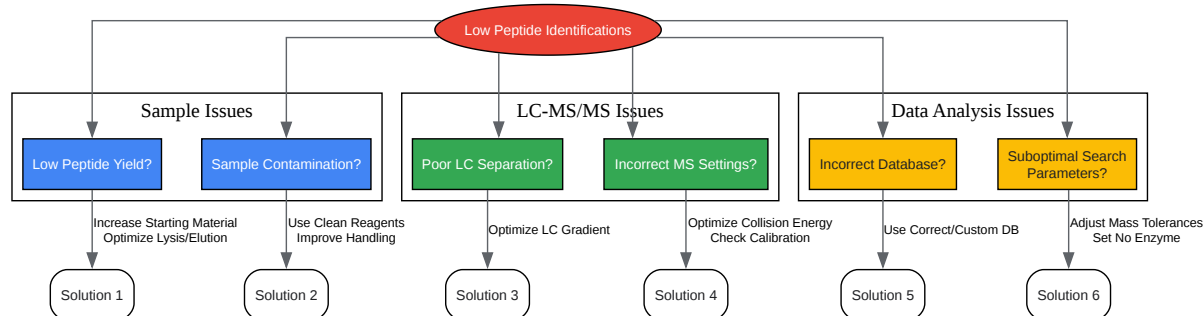 Low Peptide Identifications
Sample Issues
LC-MS/MS Issues
Data Analysis Issues
Low Peptide Yield?
Sample Contamination?
Poor LC Separation?
Incorrect MS Settings?
Incorrect Database?
Suboptimal Search
Parameters?
Increase Starting Material
Optimize Lysis/Elution
Use Clean Reagents
Improve Handling
Optimize LC Gradient
Optimize Collision Energy
Check Calibration
Use Correct/Custom DB
Adjust Mass Tolerances
Set No Enzyme
Solution 1
Solution 2
Solution 3
Solution 4
Solution 5
Solution 6